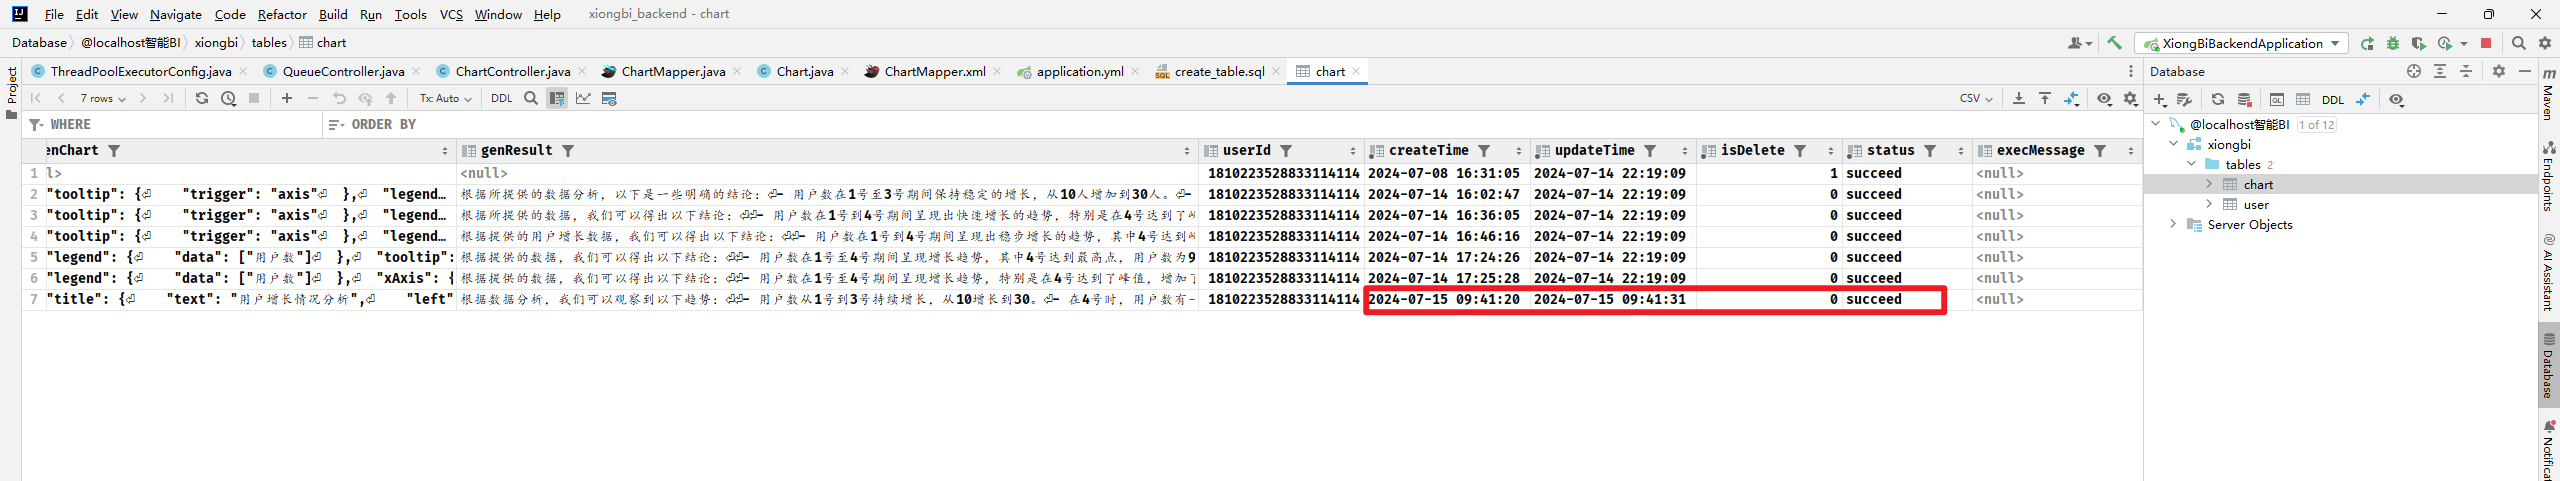 File Edit View Navigate Code Refactor Build Run Tools VCS Window Help xiongbi_backend - chart
Database @localhost智能BI xiongbi tables chart XiongBiBackendApplication
ThreadPoolExecutorConfig.java QueueController.java ChartController.java ChartMapper.java Chart.java ChartMapper.xml application.yml create_table.sql chart
7 rows Tx: Auto DDL CSV
WHERE ORDER BY
enChart genResult userId createTime updateTime isDelete status execMessage
1 l> <null> 1810223528833114114 2024-07-08 16:31:05 2024-07-14 22:19:09 1 succeed <null>
2 "tooltip": {⏎ "trigger": "axis"⏎ },⏎ "legend… 根据所提供的数据分析，以下是一些明确的结论：⏎- 用户数在1号至3号期间保持稳定的增长，从10人增加到30人。⏎- 1810223528833114114 2024-07-14 16:02:47 2024-07-14 22:19:09 0 succeed <null>
3 "tooltip": {⏎ "trigger": "axis"⏎ },⏎ "legend… 根据所提供的数据，我们可以得出以下结论：⏎⏎- 用户数在1号到4号期间呈现出快速增长的趋势，特别是在4号达到了 1810223528833114114 2024-07-14 16:36:05 2024-07-14 22:19:09 0 succeed <null>
4 "tooltip": {⏎ "trigger": "axis"⏎ },⏎ "legend… 根据提供的用户增长数据，我们可以得出以下结论：⏎⏎- 用户数在1号到4号期间呈现出稳步增长的趋势，其中4号达到 1810223528833114114 2024-07-14 16:46:16 2024-07-14 22:19:09 0 succeed <null>
5 "legend": {⏎ "data": ["用户数"]⏎ },⏎ "tooltip": 根据提供的数据，我们可以得出以下结论：⏎⏎- 用户数在1号至4号期间呈现增长趋势，其中4号达到最高点，用户数为9 1810223528833114114 2024-07-14 17:24:26 2024-07-14 22:19:09 0 succeed <null>
6 "legend": {⏎ "data": ["用户数"]⏎ },⏎ "xAxis": { 根据提供的数据，我们可以得出以下结论：⏎⏎- 用户数在1号至4号期间呈现增长趋势，特别是在4号达到了峰值，增加了 1810223528833114114 2024-07-14 17:25:28 2024-07-14 22:19:09 0 succeed <null>
7 "title": {⏎ "text": "用户增长情况分析",⏎ "left" 根据数据分析，我们可以观察到以下趋势：⏎⏎- 用户数从1号到3号持续增长，从10增长到30。⏎- 在4号时，用户数有一 1810223528833114114 2024-07-15 09:41:20 2024-07-15 09:41:31 0 succeed <null>
Database
DDL
@localhost智能BI 1 of 12
xiongbi
tables 2
chart
user
Server Objects
Project
Maven
Endpoints
AI Assistant
Database
Notifica